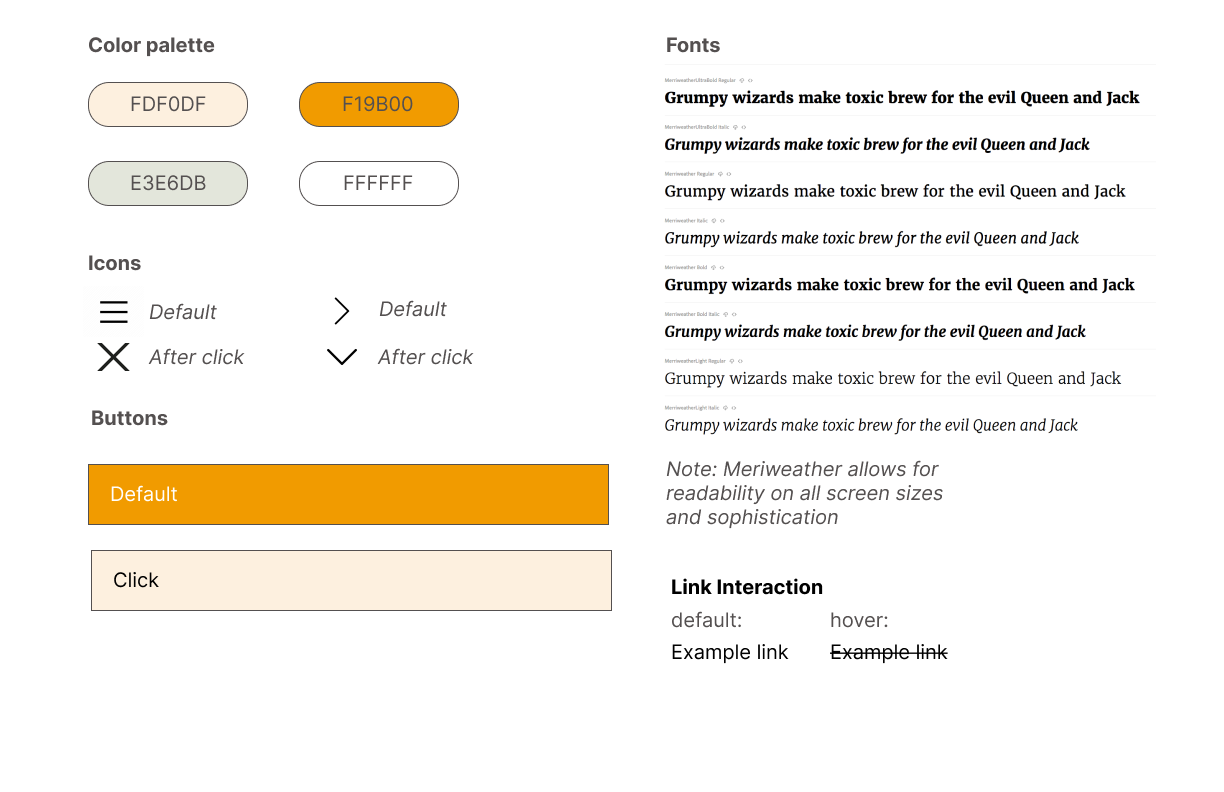 Color palette
FDF0DF
F19B00
E3E6DB
FFFFFF
Icons
Default
Default
After click
After click
Buttons
Default
Click
Fonts
MerriweatherUltraBold Regular
Grumpy wizards make toxic brew for the evil Queen and Jack
MerriweatherUltraBold Italic
Grumpy wizards make toxic brew for the evil Queen and Jack
Merriweather Regular
Grumpy wizards make toxic brew for the evil Queen and Jack
Merriweather Italic
Grumpy wizards make toxic brew for the evil Queen and Jack
Merriweather Bold
Grumpy wizards make toxic brew for the evil Queen and Jack
Merriweather Bold Italic
Grumpy wizards make toxic brew for the evil Queen and Jack
MerriweatherLight Regular
Grumpy wizards make toxic brew for the evil Queen and Jack
MerriweatherLight Italic
Grumpy wizards make toxic brew for the evil Queen and Jack
Note: Meriweather allows for
readability on all screen sizes
and sophistication
Link Interaction
default:
hover:
Example link
Example link